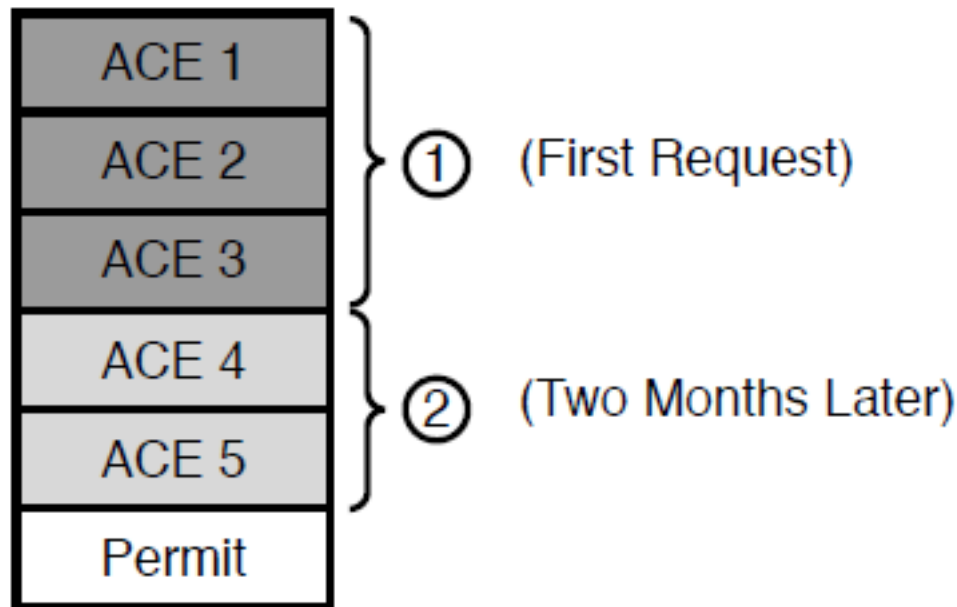 ACE 1
ACE 2
① (First Request)
ACE 3
ACE 4
② (Two Months Later)
ACE 5
Permit